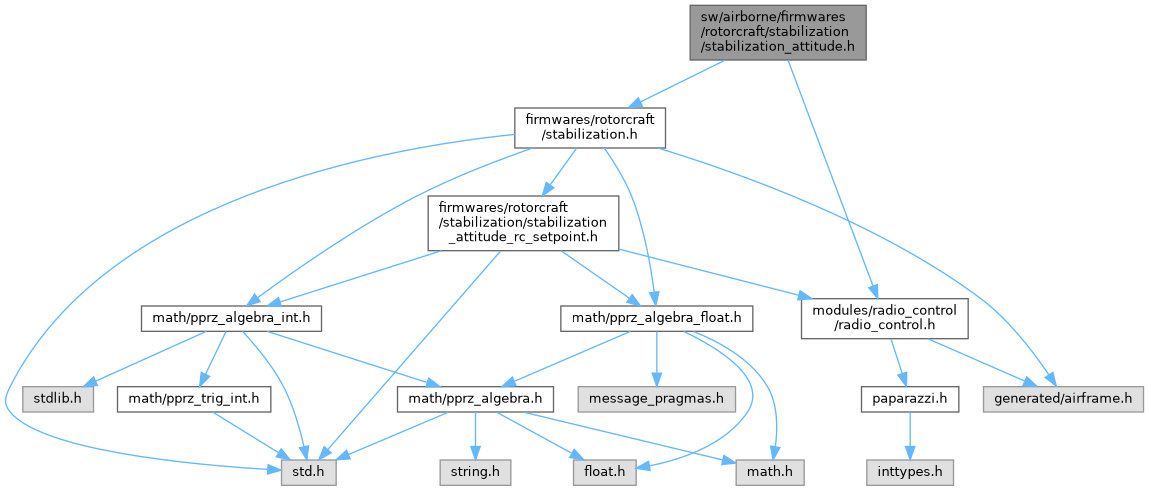 sw/airborne/firmwares
/rotorcraft/stabilization
/stabilization_attitude.h
firmwares/rotorcraft
/stabilization.h
firmwares/rotorcraft
/stabilization/stabilization
_attitude_rc_setpoint.h
math/pprz_algebra_int.h
math/pprz_algebra_float.h
modules/radio_control
/radio_control.h
stdlib.h
math/pprz_trig_int.h
math/pprz_algebra.h
message_pragmas.h
paparazzi.h
generated/airframe.h
std.h
string.h
float.h
math.h
inttypes.h